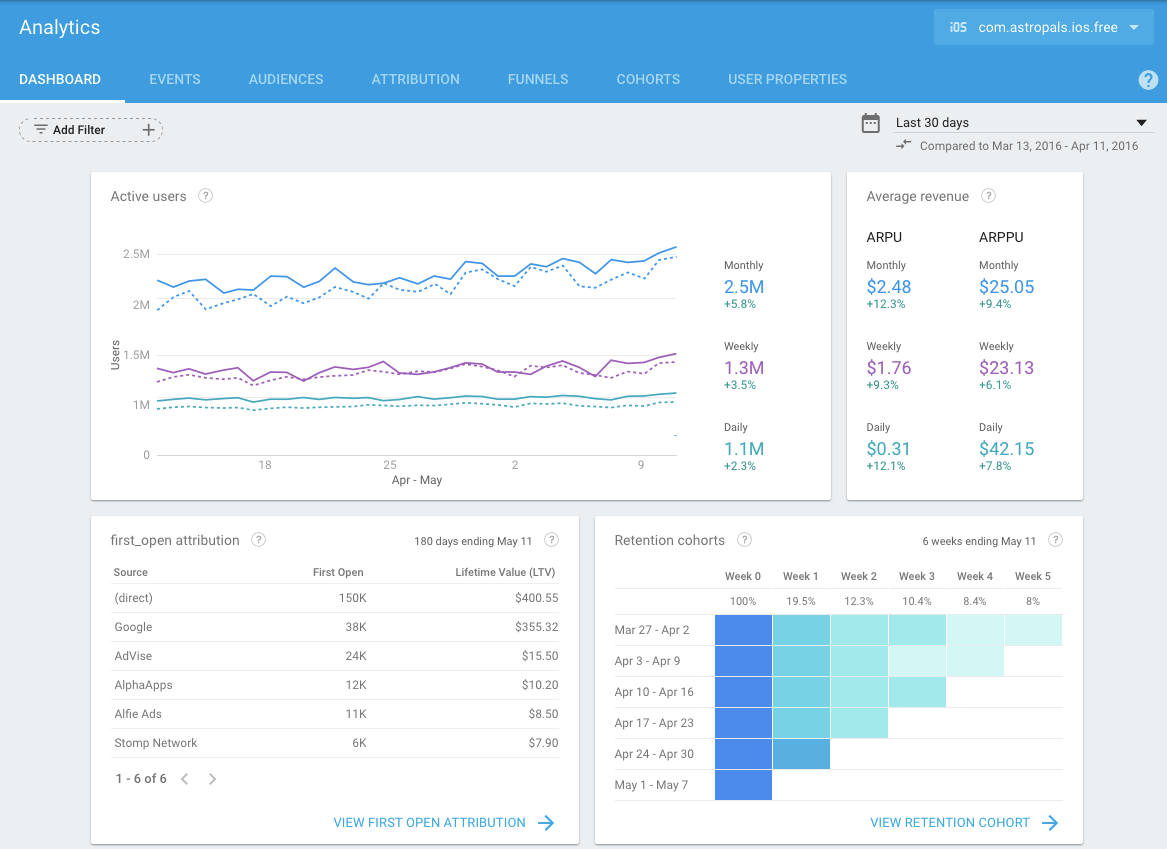 Analytics
iOS com.astropals.ios.free
DASHBOARD EVENTS AUDIENCES ATTRIBUTION FUNNELS COHORTS USER PROPERTIES ?
Add Filter +
Last 30 days
Compared to Mar 13, 2016 - Apr 11, 2016
Active users ?
2.5M
2M
1.5M
1M
0
Users
18 25 2 9
Apr - May
Monthly
2.5M
+5.8%
Weekly
1.3M
+3.5%
Daily
1.1M
+2.3%
Average revenue ?
ARPU ARPPU
Monthly Monthly
$2.48 $25.05
+12.3% +9.4%
Weekly Weekly
$1.76 $23.13
+9.3% +6.1%
Daily Daily
$0.31 $42.15
+12.1% +7.8%
first_open attribution ? 180 days ending May 11 ?
Source First Open Lifetime Value (LTV)
(direct) 150K $400.55
Google 38K $355.32
AdVise 24K $15.50
AlphaApps 12K $10.20
Alfie Ads 11K $8.50
Stomp Network 6K $7.90
1 - 6 of 6
VIEW FIRST OPEN ATTRIBUTION
Retention cohorts ? 6 weeks ending May 11 ?
Week 0 Week 1 Week 2 Week 3 Week 4 Week 5
100% 19.5% 12.3% 10.4% 8.4% 8%
Mar 27 - Apr 2
Apr 3 - Apr 9
Apr 10 - Apr 16
Apr 17 - Apr 23
Apr 24 - Apr 30
May 1 - May 7
VIEW RETENTION COHORT